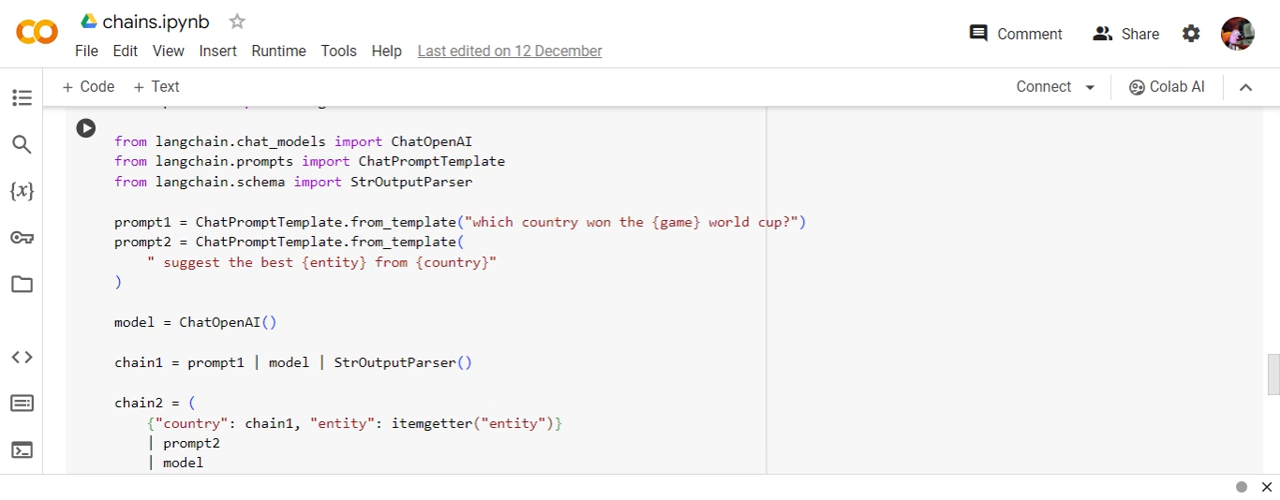 chains.ipynb
File Edit View Insert Runtime Tools Help Last edited on 12 December
Comment Share
+ Code + Text
Connect Colab AI
from langchain.chat_models import ChatOpenAI
from langchain.prompts import ChatPromptTemplate
from langchain.schema import StrOutputParser
prompt1 = ChatPromptTemplate.from_template("which country won the {game} world cup?")
prompt2 = ChatPromptTemplate.from_template(
" suggest the best {entity} from {country}"
)
model = ChatOpenAI()
chain1 = prompt1 | model | StrOutputParser()
chain2 = (
{"country": chain1, "entity": itemgetter("entity")}
| prompt2
| model